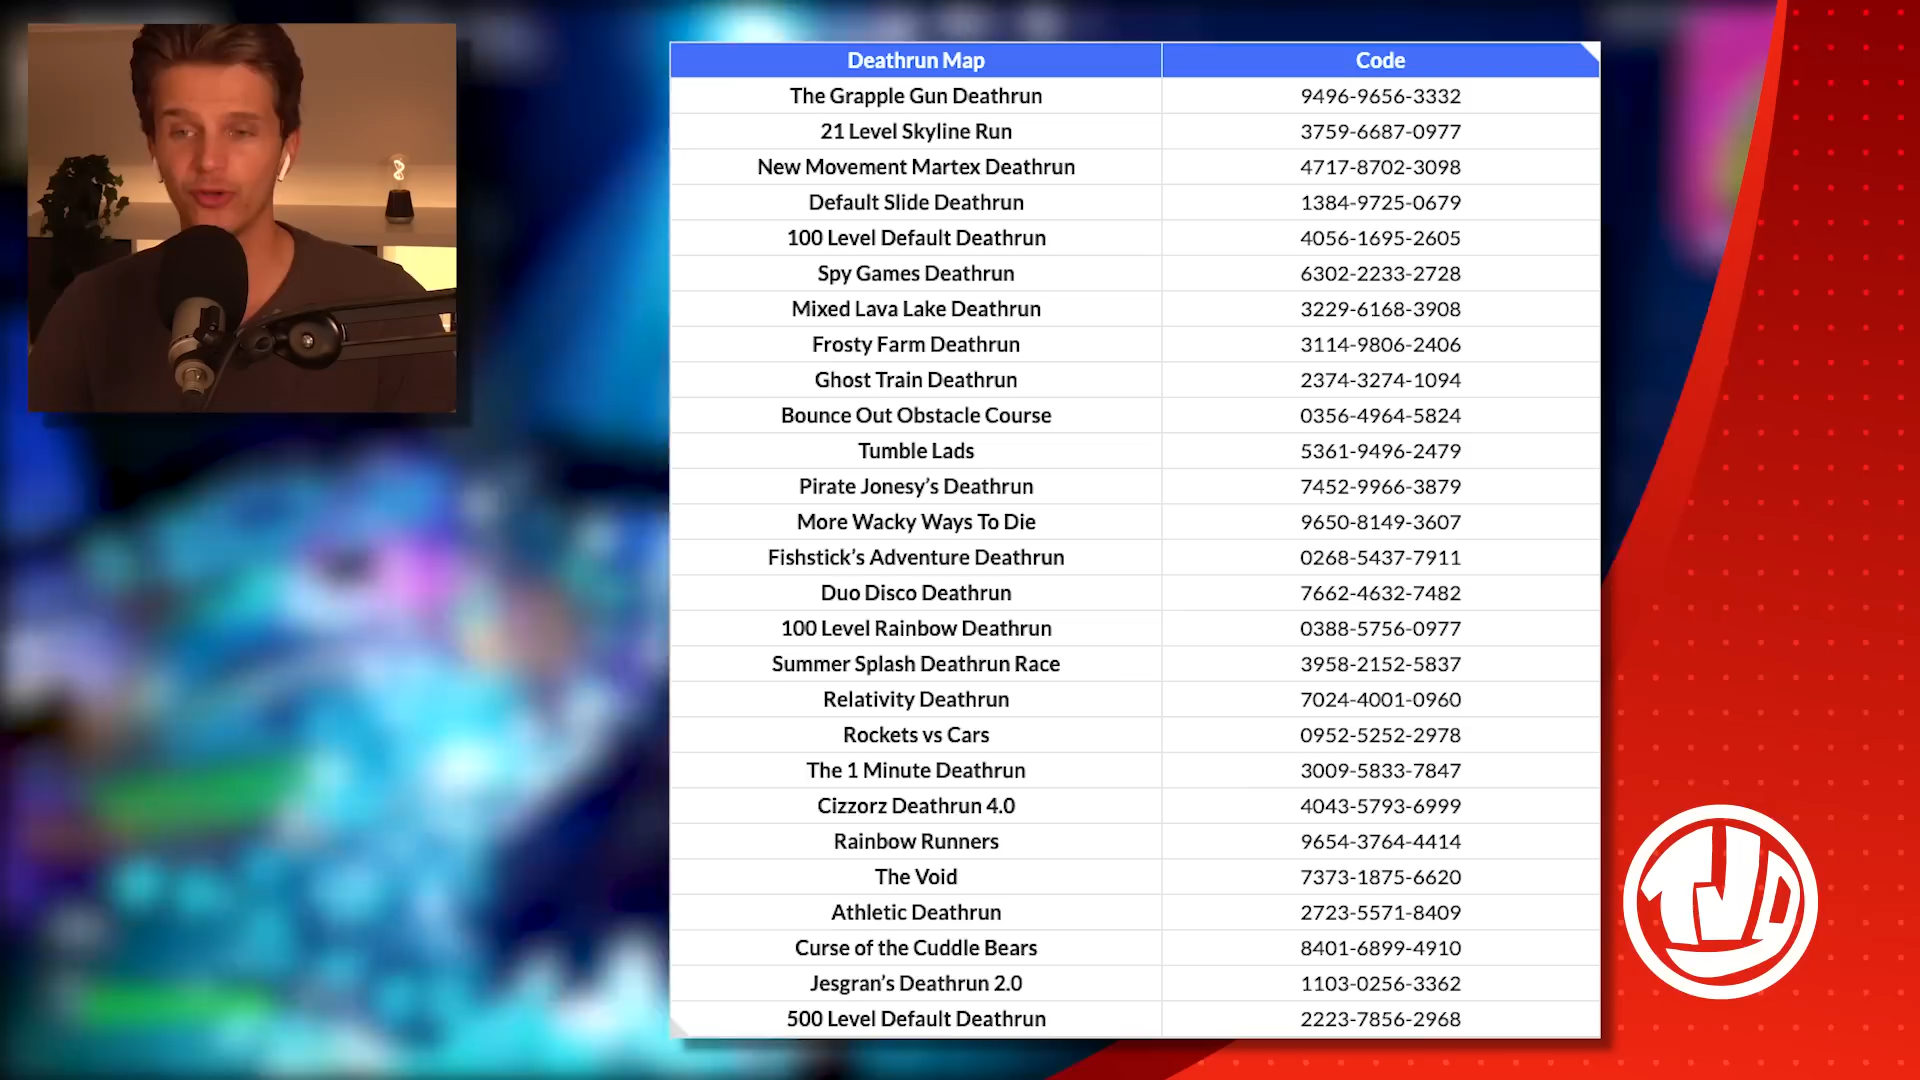 Deathrun Map Code
The Grapple Gun Deathrun 9496-9656-3332
21 Level Skyline Run 3759-6687-0977
New Movement Martex Deathrun 4717-8702-3098
Default Slide Deathrun 1384-9725-0679
100 Level Default Deathrun 4056-1695-2605
Spy Games Deathrun 6302-2233-2728
Mixed Lava Lake Deathrun 3229-6168-3908
Frosty Farm Deathrun 3114-9806-2406
Ghost Train Deathrun 2374-3274-1094
Bounce Out Obstacle Course 0356-4964-5824
Tumble Lads 5361-9496-2479
Pirate Jonesy’s Deathrun 7452-9966-3879
More Wacky Ways To Die 9650-8149-3607
Fishstick’s Adventure Deathrun 0268-5437-7911
Duo Disco Deathrun 7662-4632-7482
100 Level Rainbow Deathrun 0388-5756-0977
Summer Splash Deathrun Race 3958-2152-5837
Relativity Deathrun 7024-4001-0960
Rockets vs Cars 0952-5252-2978
The 1 Minute Deathrun 3009-5833-7847
Cizzorz Deathrun 4.0 4043-5793-6999
Rainbow Runners 9654-3764-4414
The Void 7373-1875-6620
Athletic Deathrun 2723-5571-8409
Curse of the Cuddle Bears 8401-6899-4910
Jesgran’s Deathrun 2.0 1103-0256-3362
500 Level Default Deathrun 2223-7856-2968
TJD